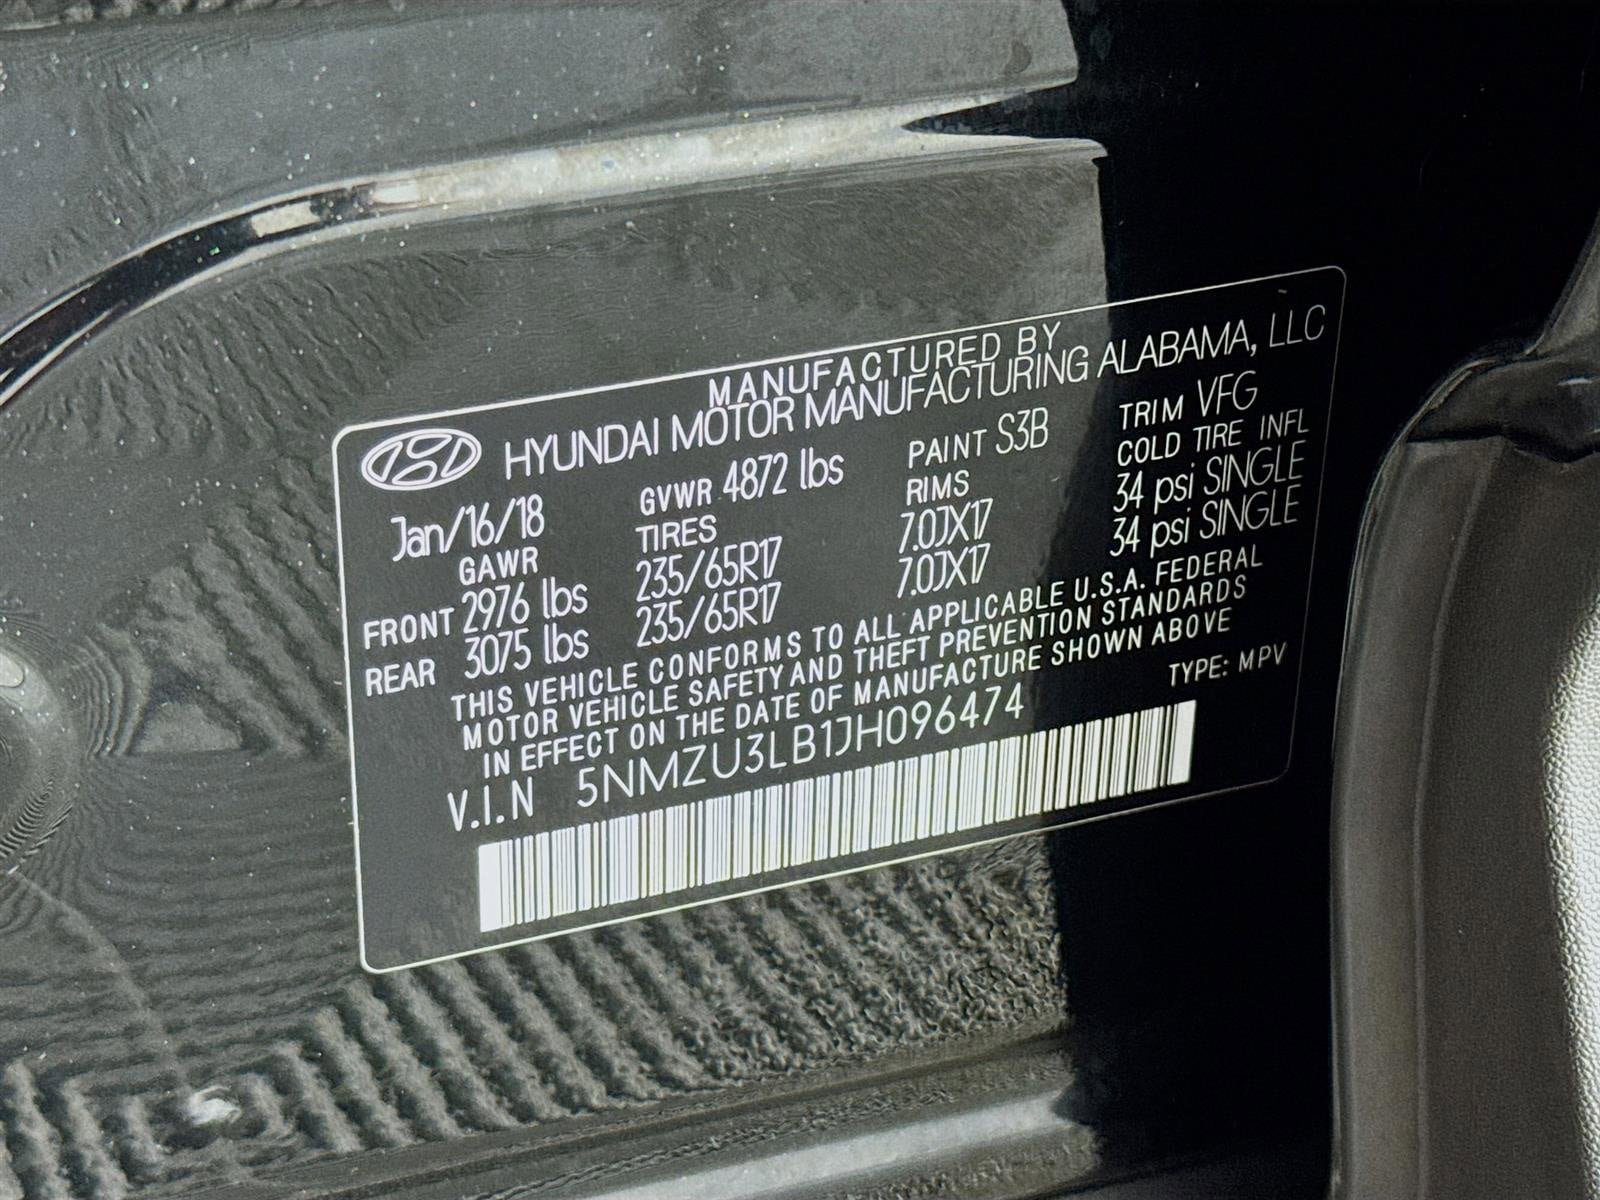 MANUFACTURED BY
HYUNDAI MOTOR MANUFACTURING ALABAMA, LLC
Jan/16/18 GVWR 4872 lbs PAINT S3B TRIM VFG
GAWR TIRES RIMS COLD TIRE INFL
FRONT 2976 lbs 235/65R17 7.0JX17 34 psi SINGLE
REAR 3075 lbs 235/65R17 7.0JX17 34 psi SINGLE
THIS VEHICLE CONFORMS TO ALL APPLICABLE U.S.A. FEDERAL
MOTOR VEHICLE SAFETY AND THEFT PREVENTION STANDARDS
IN EFFECT ON THE DATE OF MANUFACTURE SHOWN ABOVE
V.I.N 5NMZU3LB1JH096474 TYPE: MPV